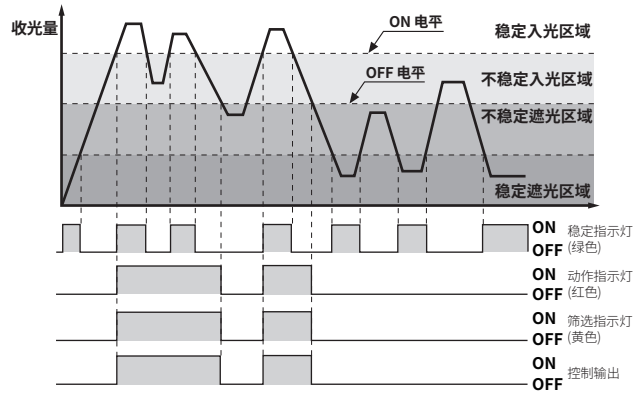 收光量
ON 电平
稳定入光区域
OFF 电平
不稳定入光区域
不稳定遮光区域
稳定遮光区域
ON 稳定指示灯
OFF (绿色)
ON 动作指示灯
OFF (红色)
ON 筛选指示灯
OFF (黄色)
ON
控制输出
OFF